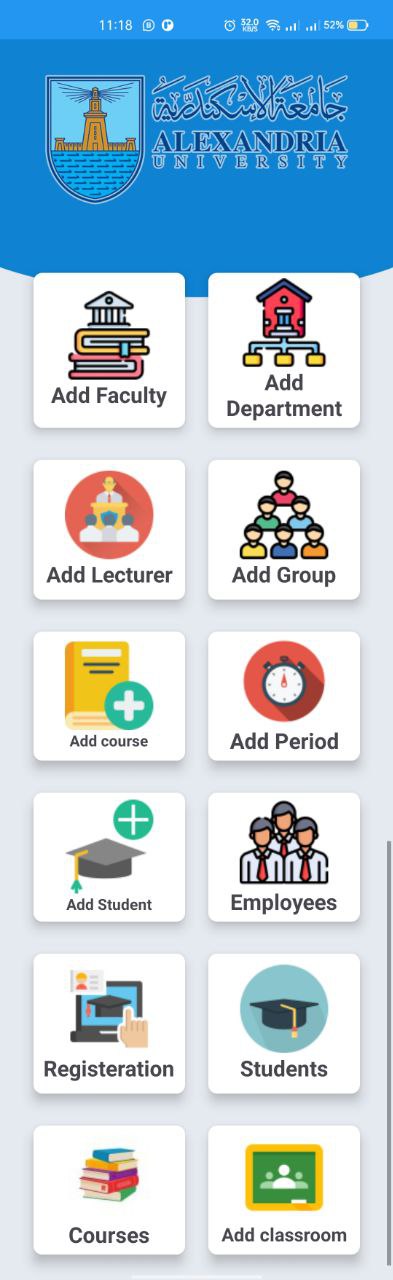 11:18
32.0
KB/S
52%
جامعة الإسكندرية
ALEXANDRIA
UNIVERSITY
Add Faculty
Add
Department
Add Lecturer
Add Group
Add course
Add Period
Add Student
Employees
Registeration
Students
Courses
Add classroom